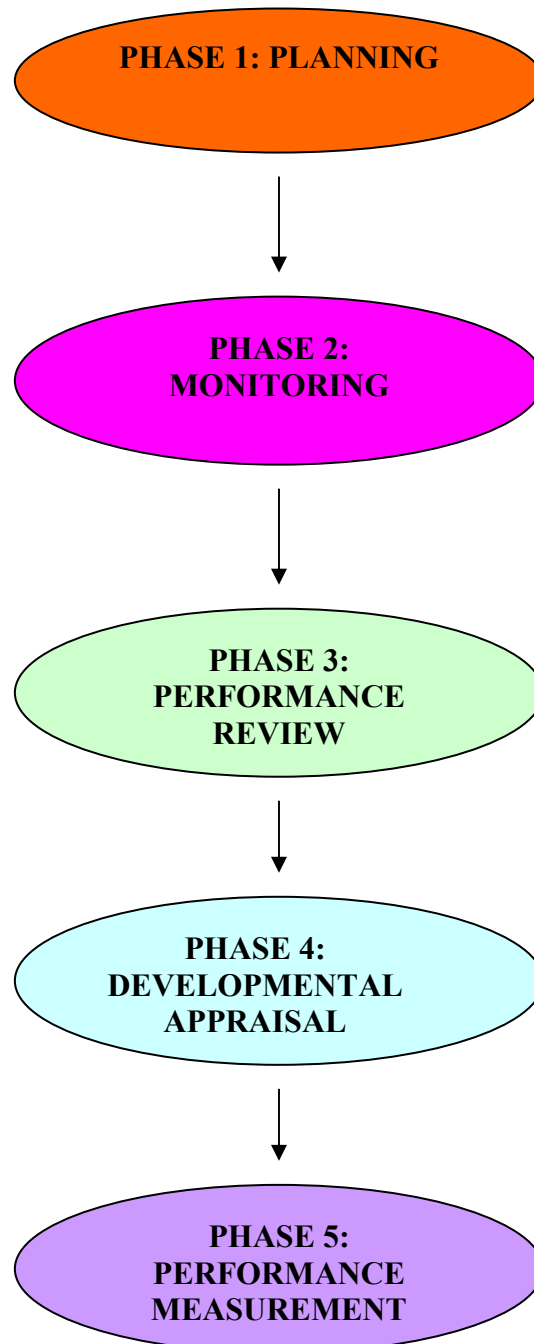 PHASE 1: PLANNING
PHASE 2:
MONITORING
PHASE 3:
PERFORMANCE
REVIEW
PHASE 4:
DEVELOPMENTAL
APPRAISAL
PHASE 5:
PERFORMANCE
MEASUREMENT